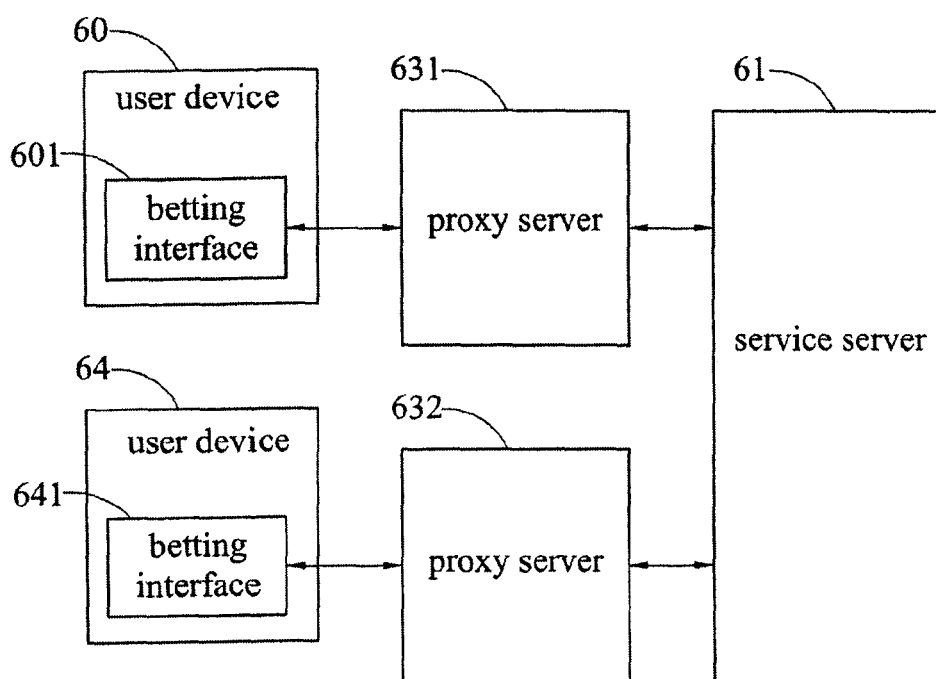 60
user device
601
betting
interface
631
proxy server
61
service server
64
user device
641
betting
interface
632
proxy server